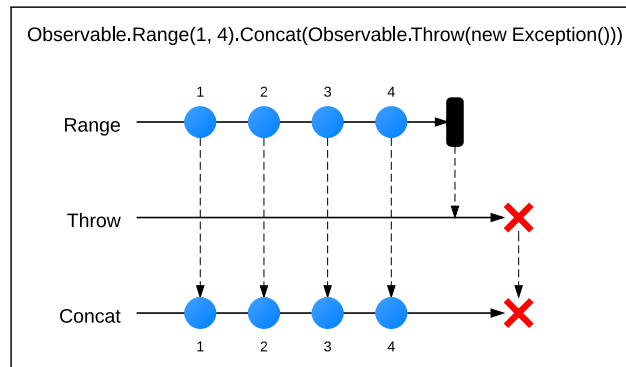 Observable.Range(1, 4).Concat(Observable.Throw(new Exception()))
1 2 3 4
Range
Throw
Concat
1 2 3 4